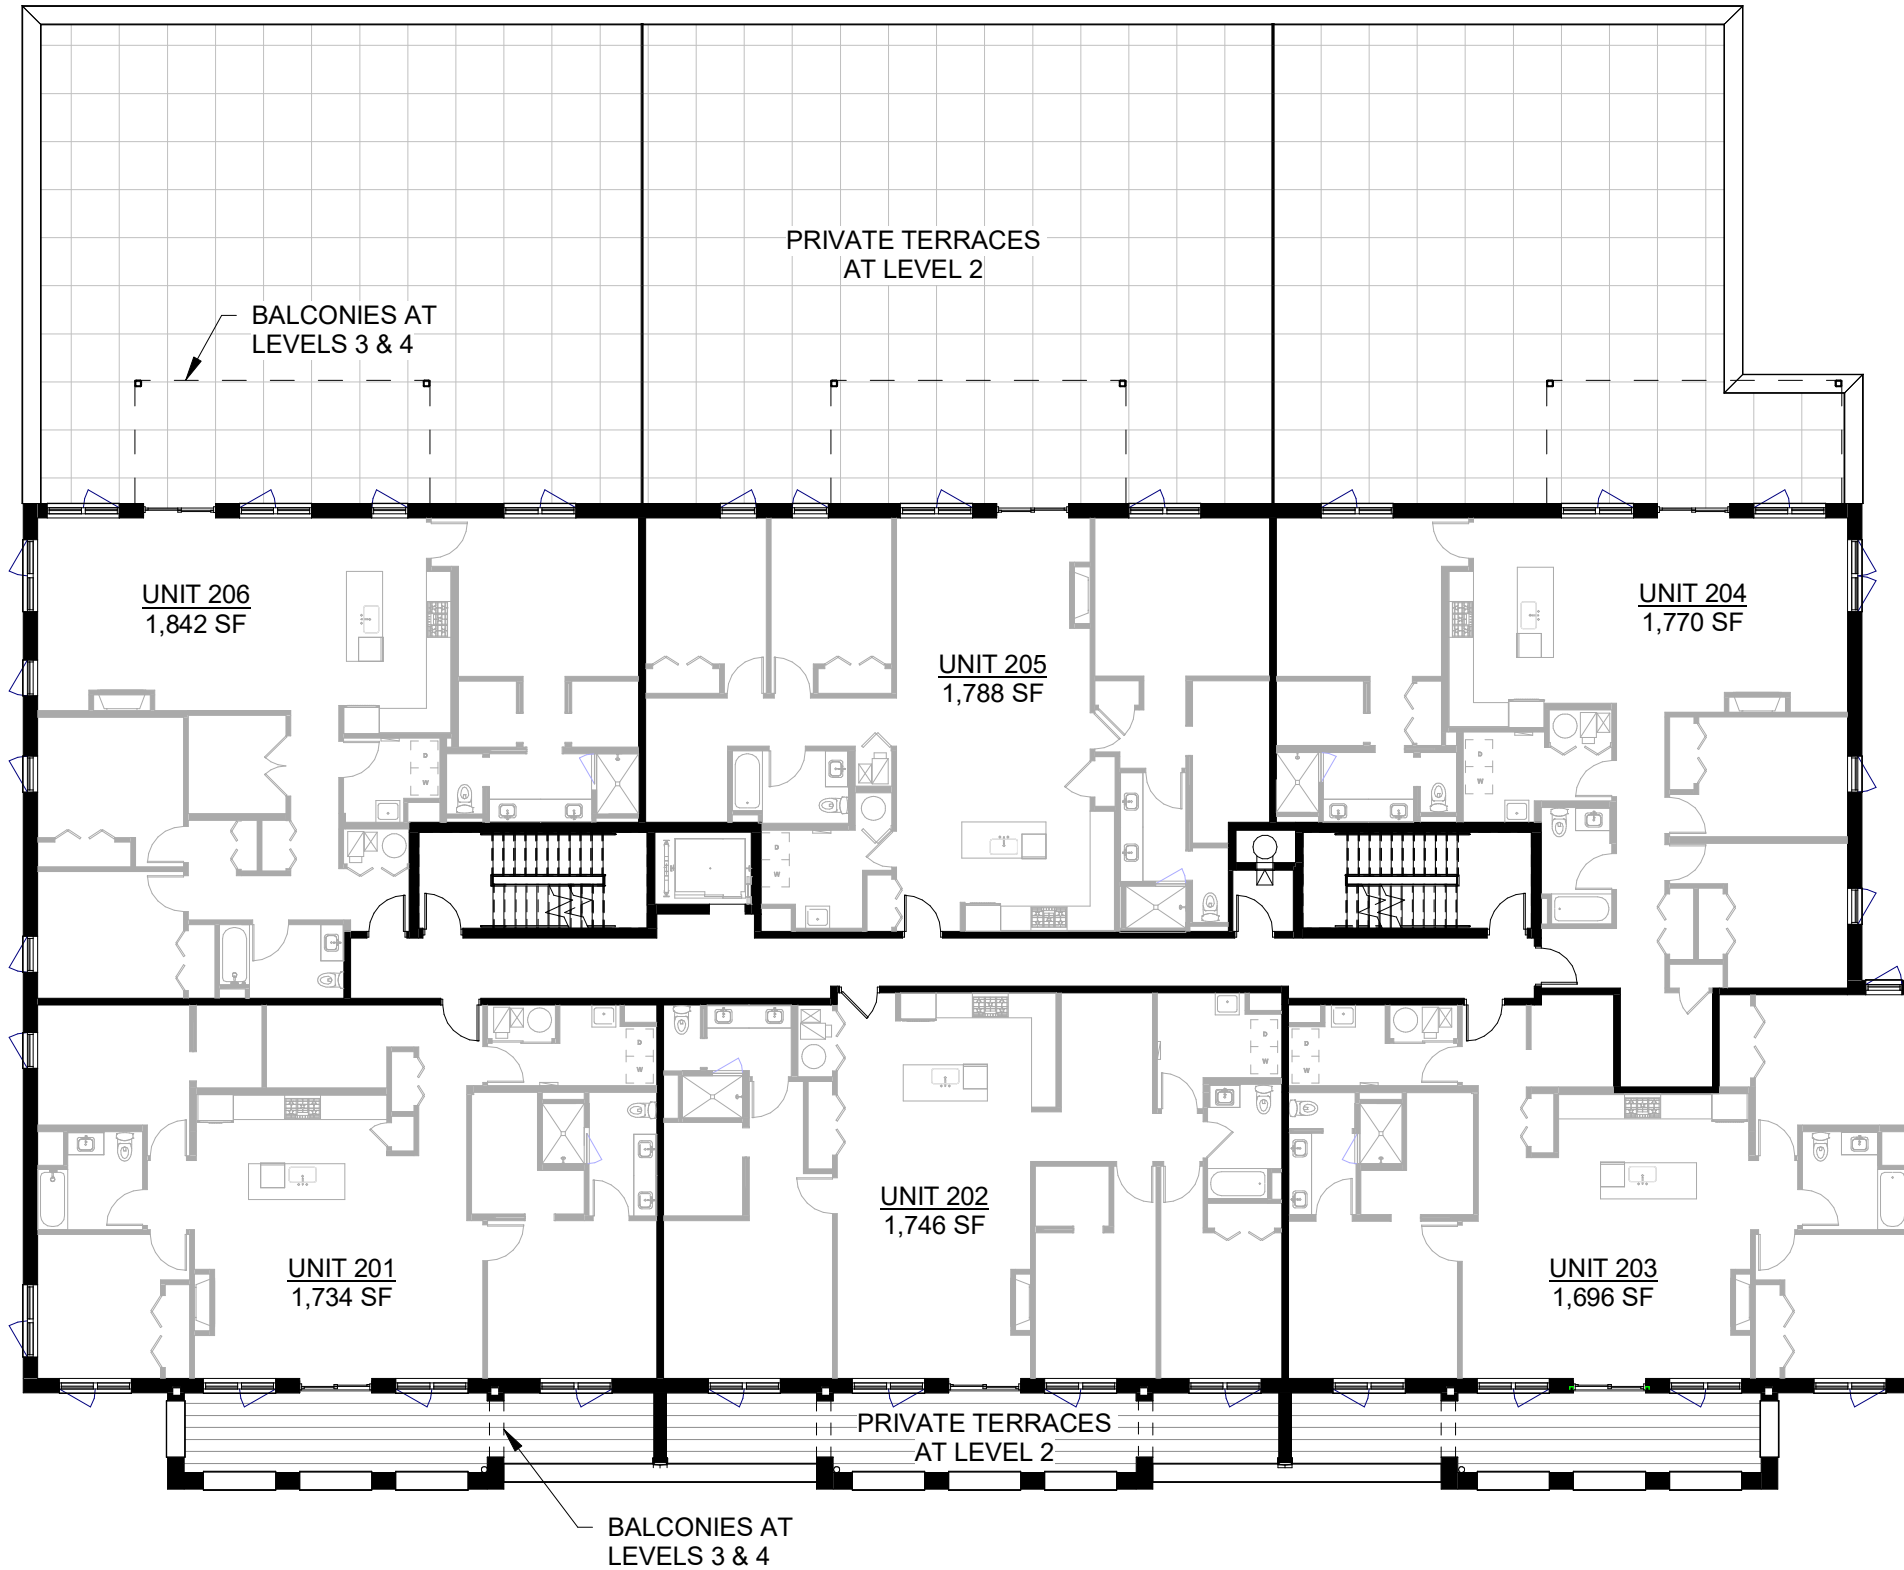 PRIVATE TERRACES
AT LEVEL 2
BALCONIES AT
LEVELS 3 & 4
UNIT 206
1,842 SF
UNIT 204
1,770 SF
UNIT 205
1,788 SF
D
W
D
W
D
W
D
W
D
W
D
W
UNIT 202
1,746 SF
UNIT 201
1,734 SF
UNIT 203
1,696 SF
PRIVATE TERRACES
AT LEVEL 2
BALCONIES AT
LEVELS 3 & 4